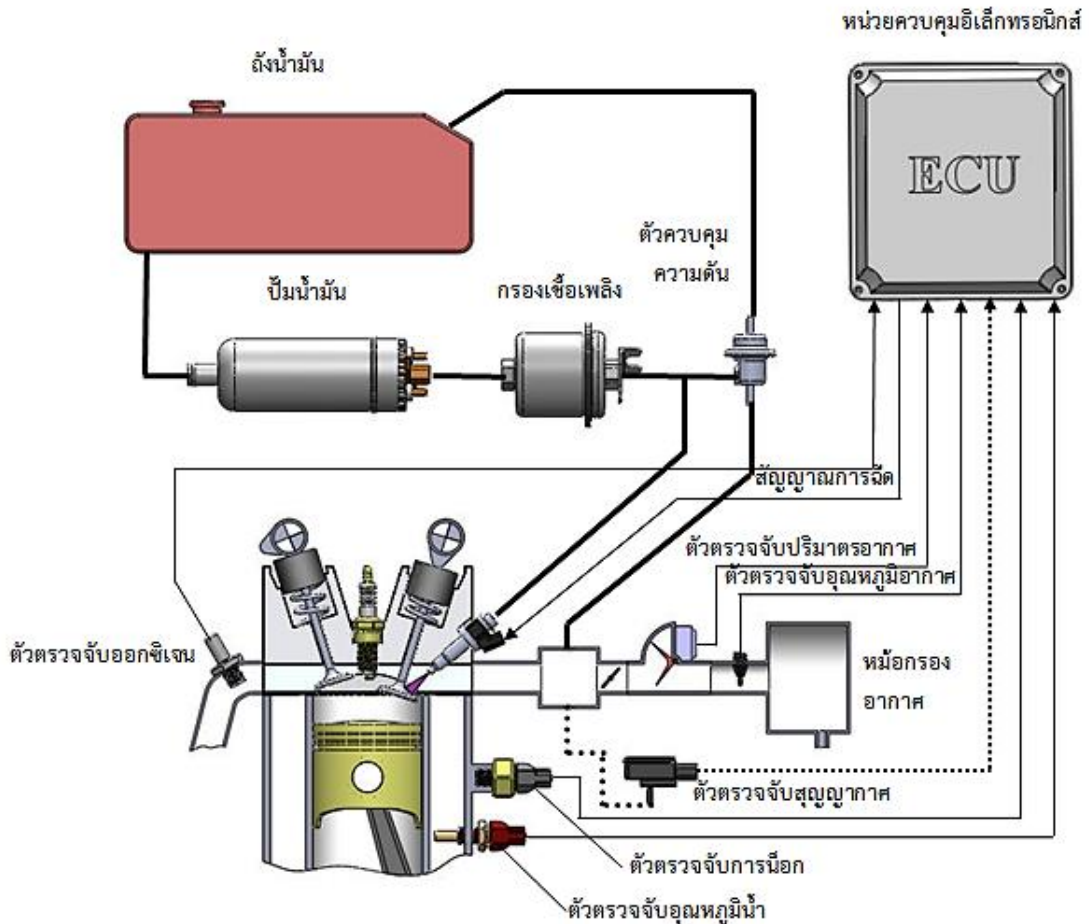 หน่วยควบคุมอิเล็กทรอนิกส์
ถังน้ำมัน
ECU
ตัวควบคุม
ความดัน
ปั๊มน้ำมัน
กรองเชื้อเพลิง
สัญญาณการฉีด
ตัวตรวจจับปริมาตรอากาศ
ตัวตรวจจับอุณหภูมิอากาศ
ตัวตรวจจับออกซิเจน
หม้อกรอง
อากาศ
ตัวตรวจจับสุญญากาศ
ตัวตรวจจับการน็อก
ตัวตรวจจับอุณหภูมิน้ำ